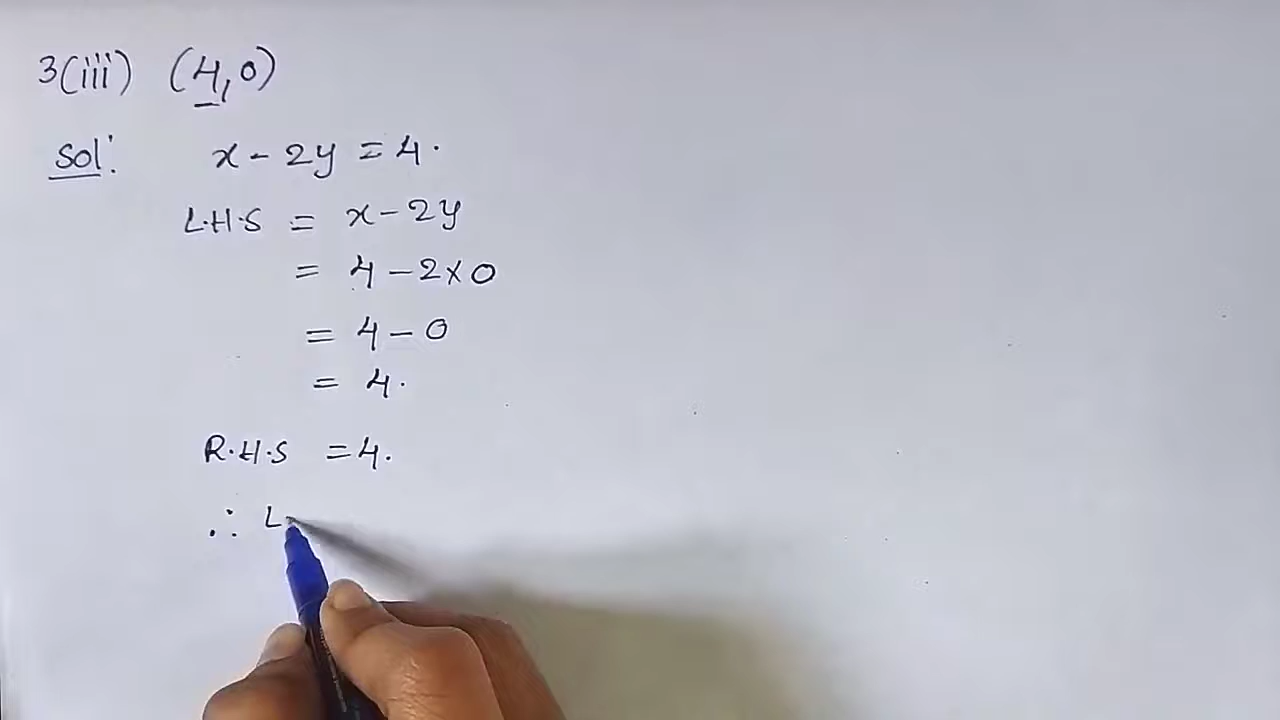 3(iii) (4,0)
Sol: x - 2y = 4.
L.H.S = x - 2y
= 4 - 2×0
= 4 - 0
= 4.
R.H.S = 4.
∴ L